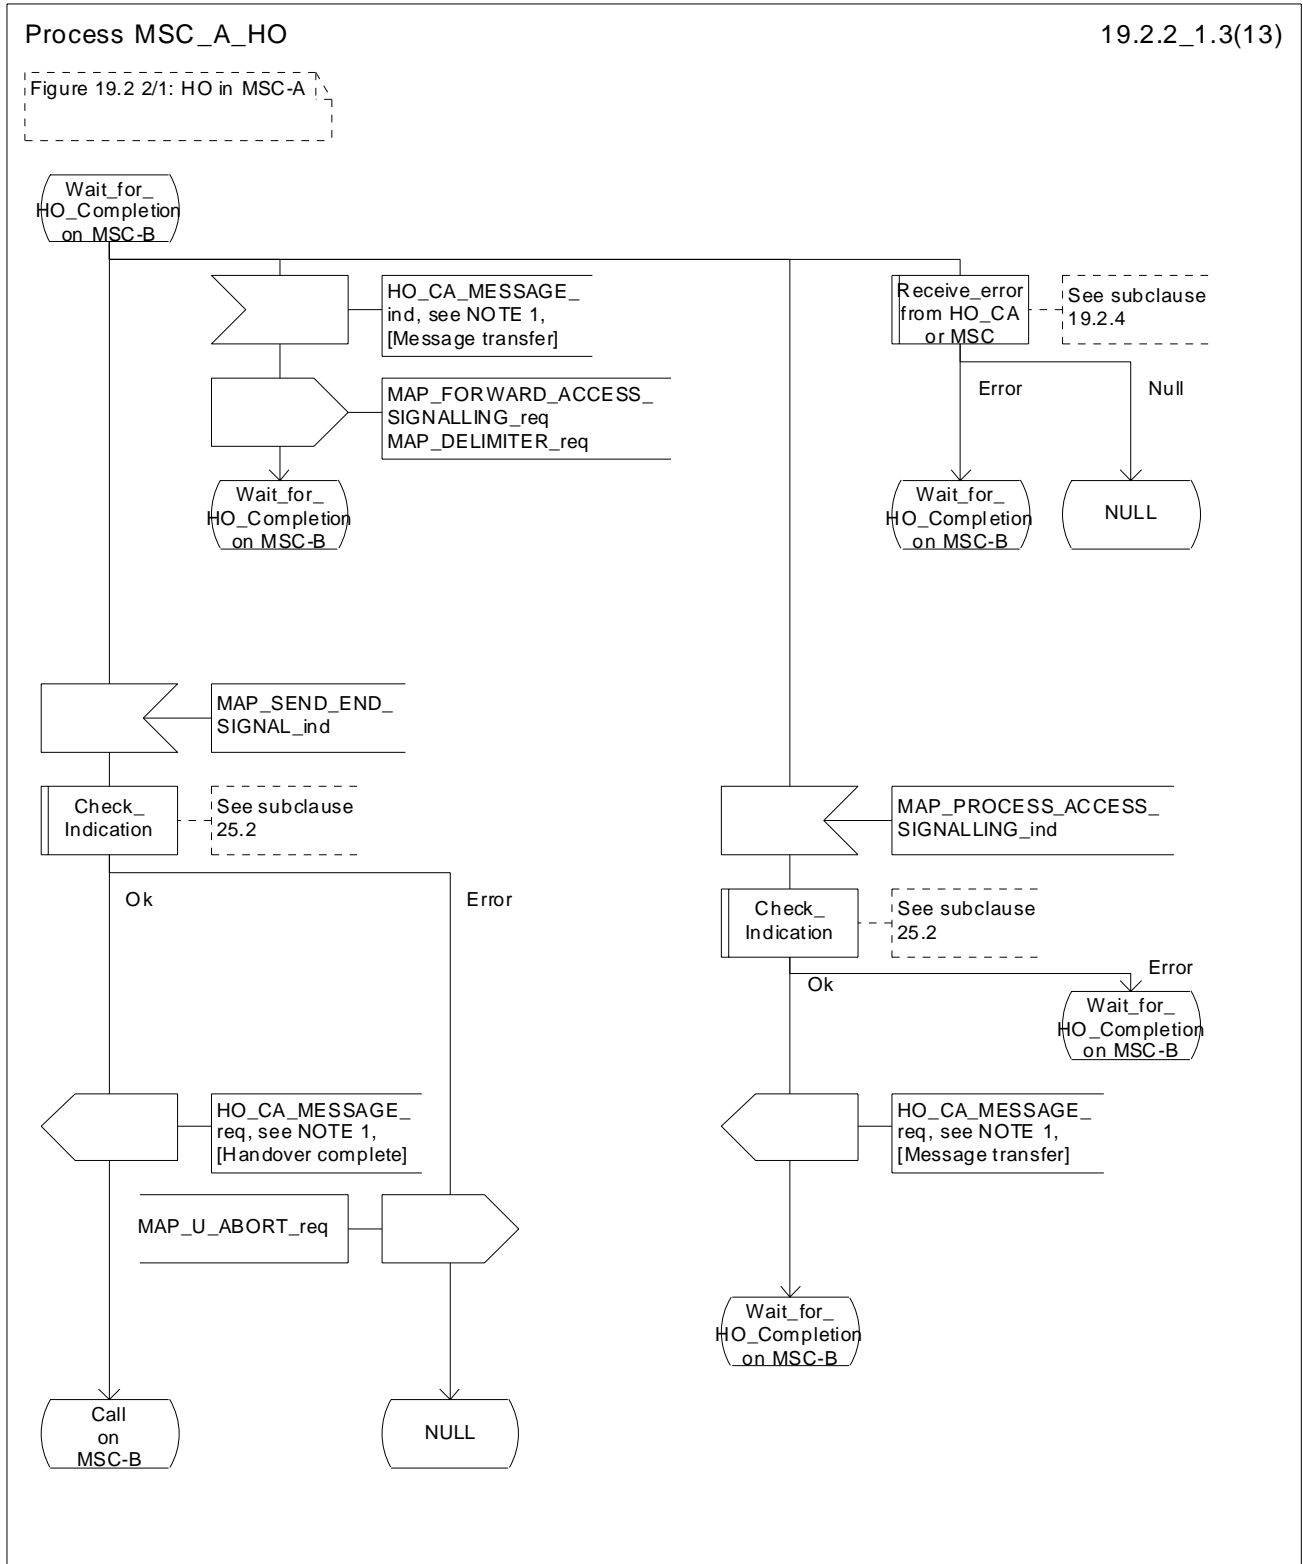 Process MSC_A_HO
19.2.2_1.3(13)
Figure 19.2 2/1: HO in MSC-A
Wait_for_
HO_Completion
on MSC-B
HO_CA_MESSAGE_
ind, see NOTE 1,
[Message transfer]
Receive_error
from HO_CA
or MSC
See subclause
19.2.4
MAP_FORWARD_ACCESS_
SIGNALLING_req
MAP_DELIMITER_req
Error
Null
Wait_for_
HO_Completion
on MSC-B
Wait_for_
HO_Completion
on MSC-B
NULL
MAP_SEND_END_
SIGNAL_ind
Check_
Indication
See subclause
25.2
MAP_PROCESS_ACCESS_
SIGNALLING_ind
Ok
Error
Check_
Indication
See subclause
25.2
Ok
Error
Wait_for_
HO_Completion
on MSC-B
HO_CA_MESSAGE_
req, see NOTE 1,
[Handover complete]
HO_CA_MESSAGE_
req, see NOTE 1,
[Message transfer]
MAP_U_ABORT_req
Wait_for_
HO_Completion
on MSC-B
Call
on
MSC-B
NULL